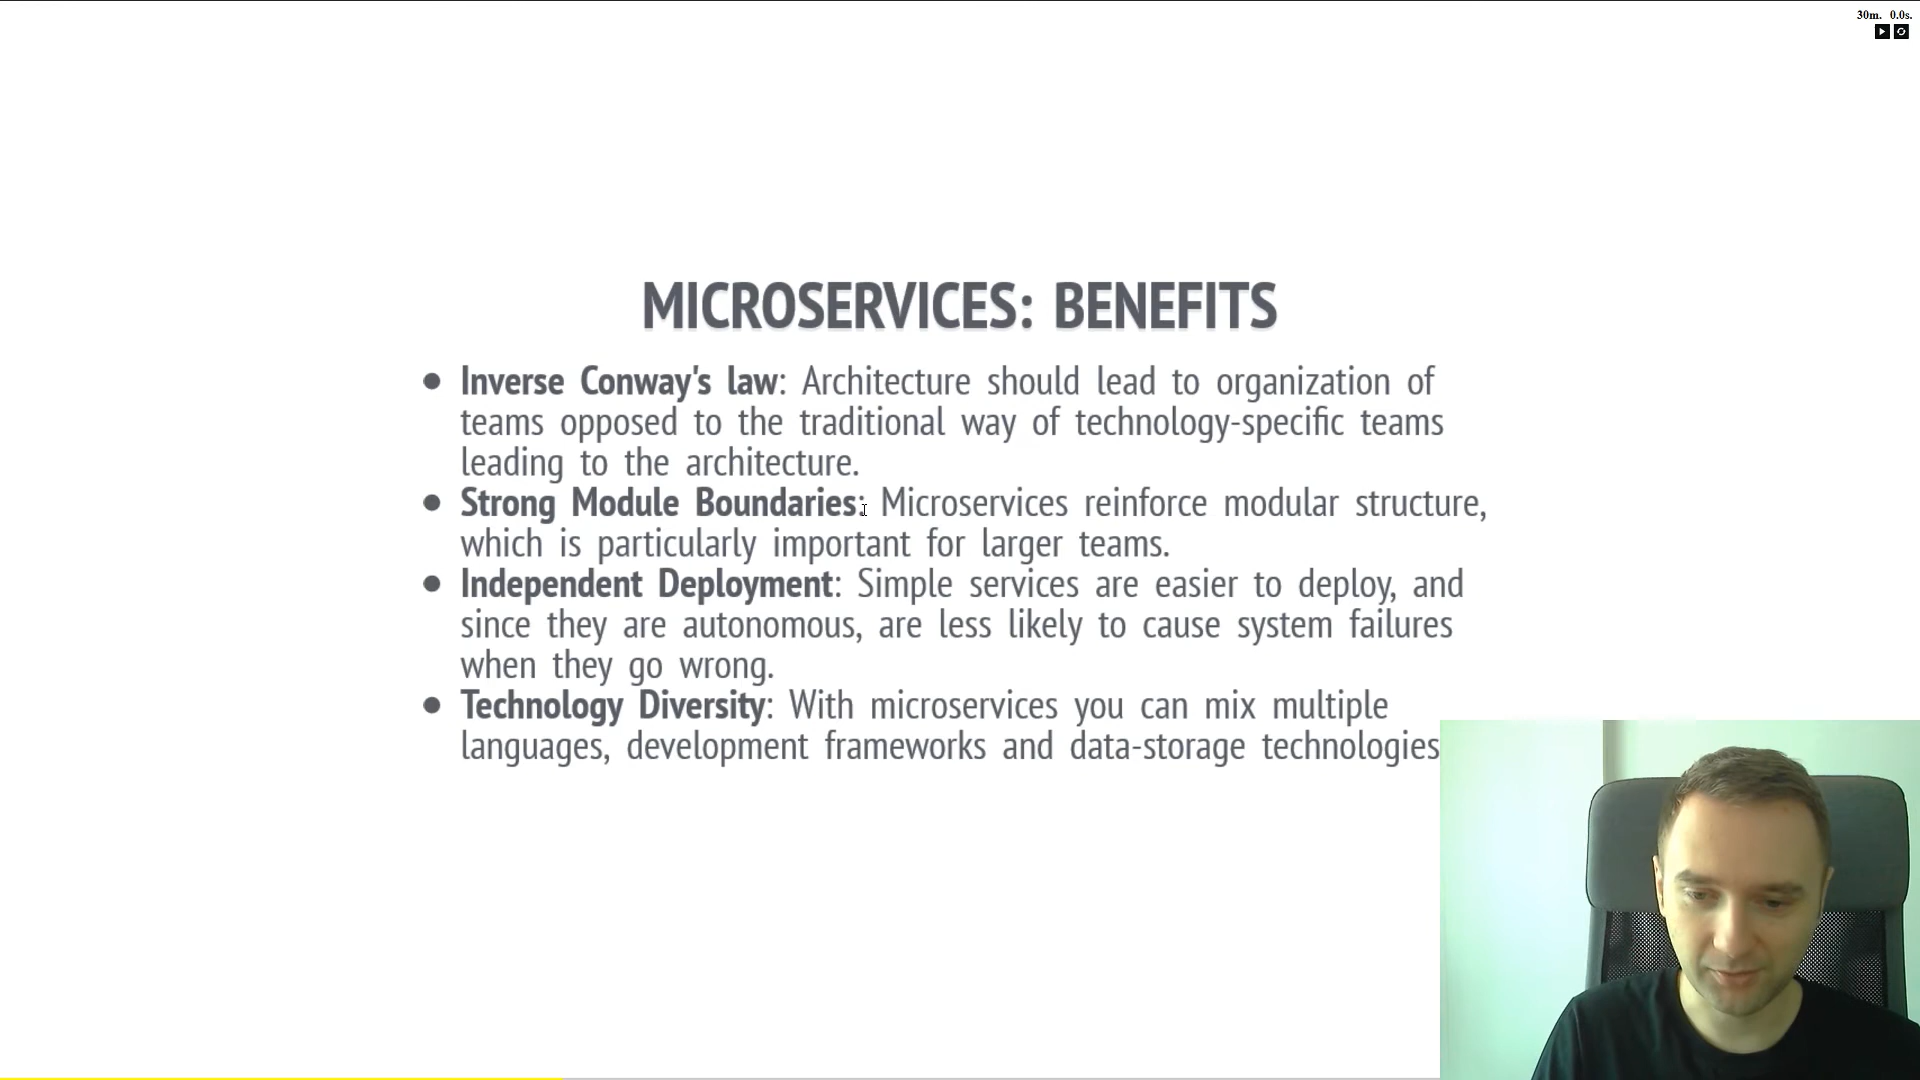 30m. 0.0s.
MICROSERVICES: BENEFITS
Inverse Conway's law: Architecture should lead to organization of
teams opposed to the traditional way of technology-specific teams
leading to the architecture.
Strong Module Boundaries: Microservices reinforce modular structure,
which is particularly important for larger teams.
Independent Deployment: Simple services are easier to deploy, and
since they are autonomous, are less likely to cause system failures
when they go wrong.
Technology Diversity: With microservices you can mix multiple
languages, development frameworks and data-storage technologies